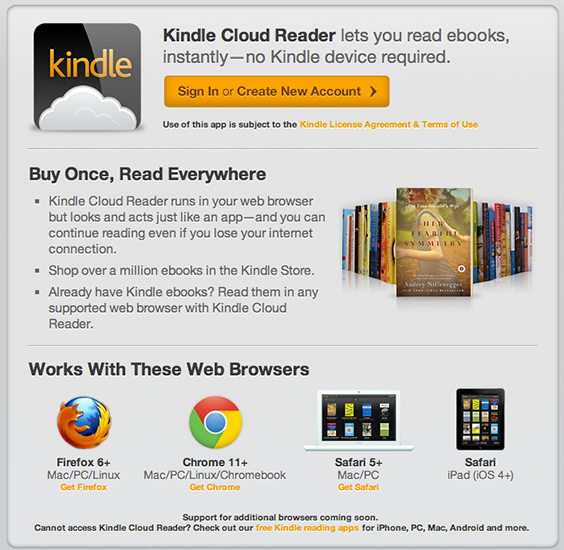 kindle
Kindle Cloud Reader lets you read ebooks,
instantly—no Kindle device required.
Sign In or Create New Account
Use of this app is subject to the Kindle License Agreement & Terms of Use
Buy Once, Read Everywhere
Kindle Cloud Reader runs in your web browser
but looks and acts just like an app—and you can
continue reading even if you lose your internet
connection.
Shop over a million ebooks in the Kindle Store.
Already have Kindle ebooks? Read them in any
supported web browser with Kindle Cloud
Reader.
The Time Traveler's Wife
HER
FEARFUL
SYMMETRY
Audrey Niffenegger
Works With These Web Browsers
Firefox 6+
Mac/PC/Linux
Get Firefox
Chrome 11+
Mac/PC/Linux/Chromebook
Get Chrome
Safari 5+
Mac/PC
Get Safari
Safari
iPad (iOS 4+)
Support for additional browsers coming soon.
Cannot access Kindle Cloud Reader? Check out our free Kindle reading apps for iPhone, PC, Mac, Android and more.